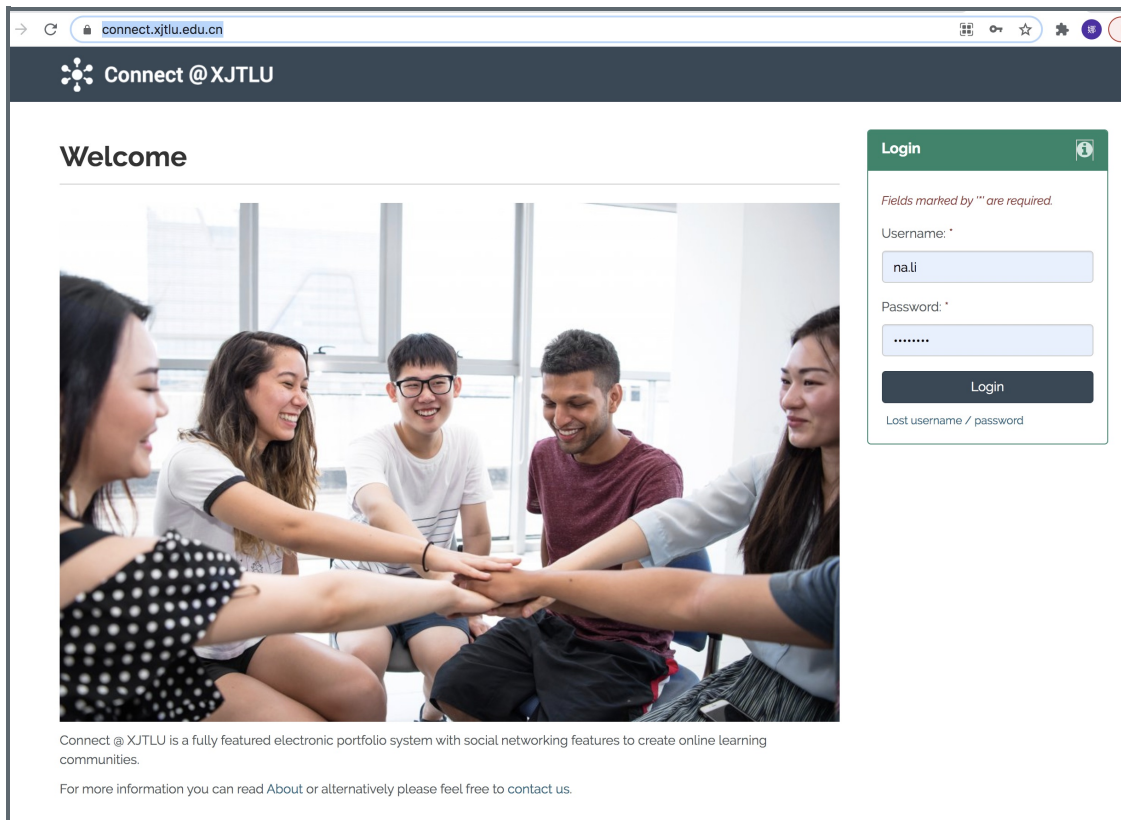 connect.xjtlu.edu.cn
娜
Connect @ XJTLU
Welcome
Login
Fields marked by '*' are required.
Username: *
na.li
Password: *
••••••••
Login
Lost username / password
Connect @ XJTLU is a fully featured electronic portfolio system with social networking features to create online learning
communities.
For more information you can read About or alternatively please feel free to contact us.